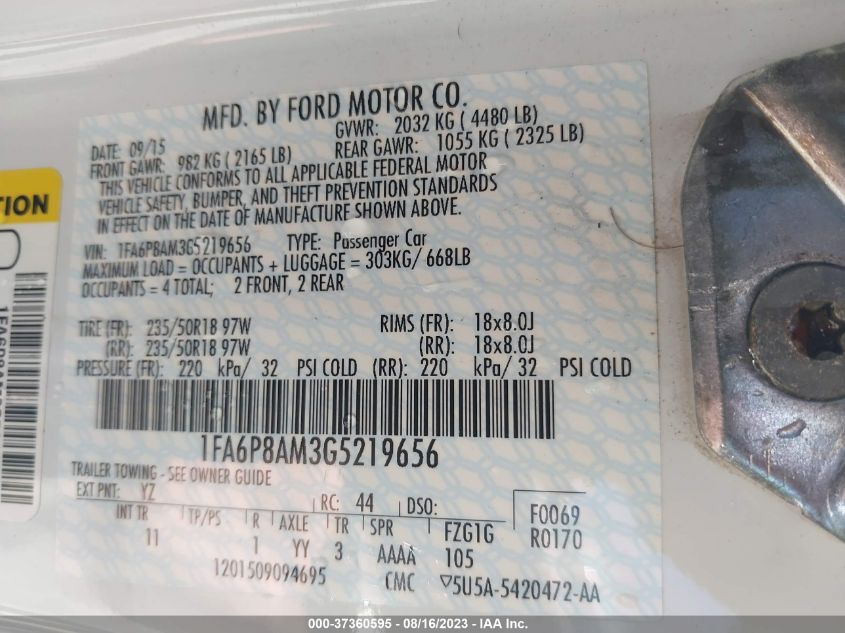 MFD. BY FORD MOTOR CO.
DATE: 09/15 GVWR: 2032 KG ( 4480 LB)
FRONT GAWR: 982 KG ( 2165 LB) REAR GAWR: 1055 KG ( 2325 LB)
THIS VEHICLE CONFORMS TO ALL APPLICABLE FEDERAL MOTOR
VEHICLE SAFETY, BUMPER, AND THEFT PREVENTION STANDARDS
IN EFFECT ON THE DATE OF MANUFACTURE SHOWN ABOVE.
VIN: 1FA6P8AM3G5219656 TYPE: Passenger Car
MAXIMUM LOAD = OCCUPANTS + LUGGAGE = 303KG/ 668LB
OCCUPANTS = 4 TOTAL; 2 FRONT, 2 REAR
TIRE (FR): 235/50R18 97W RIMS (FR): 18x8.0J
(RR): 235/50R18 97W (RR): 18x8.0J
PRESSURE (FR): 220 kPa/ 32 PSI COLD (RR): 220 kPa/ 32 PSI COLD
1FA6P8AM3G5219656
TRAILER TOWING - SEE OWNER GUIDE
EXT PNT: YZ RC: 44 DSO: F0069
INT TR TP/PS R AXLE TR SPR FZG1G R0170
11 1 YY 3 AAAA 105
1201509094695 CMC ▽5U5A-5420472-AA
TION
000-37360595 - 08/16/2023 - © IAA Inc.